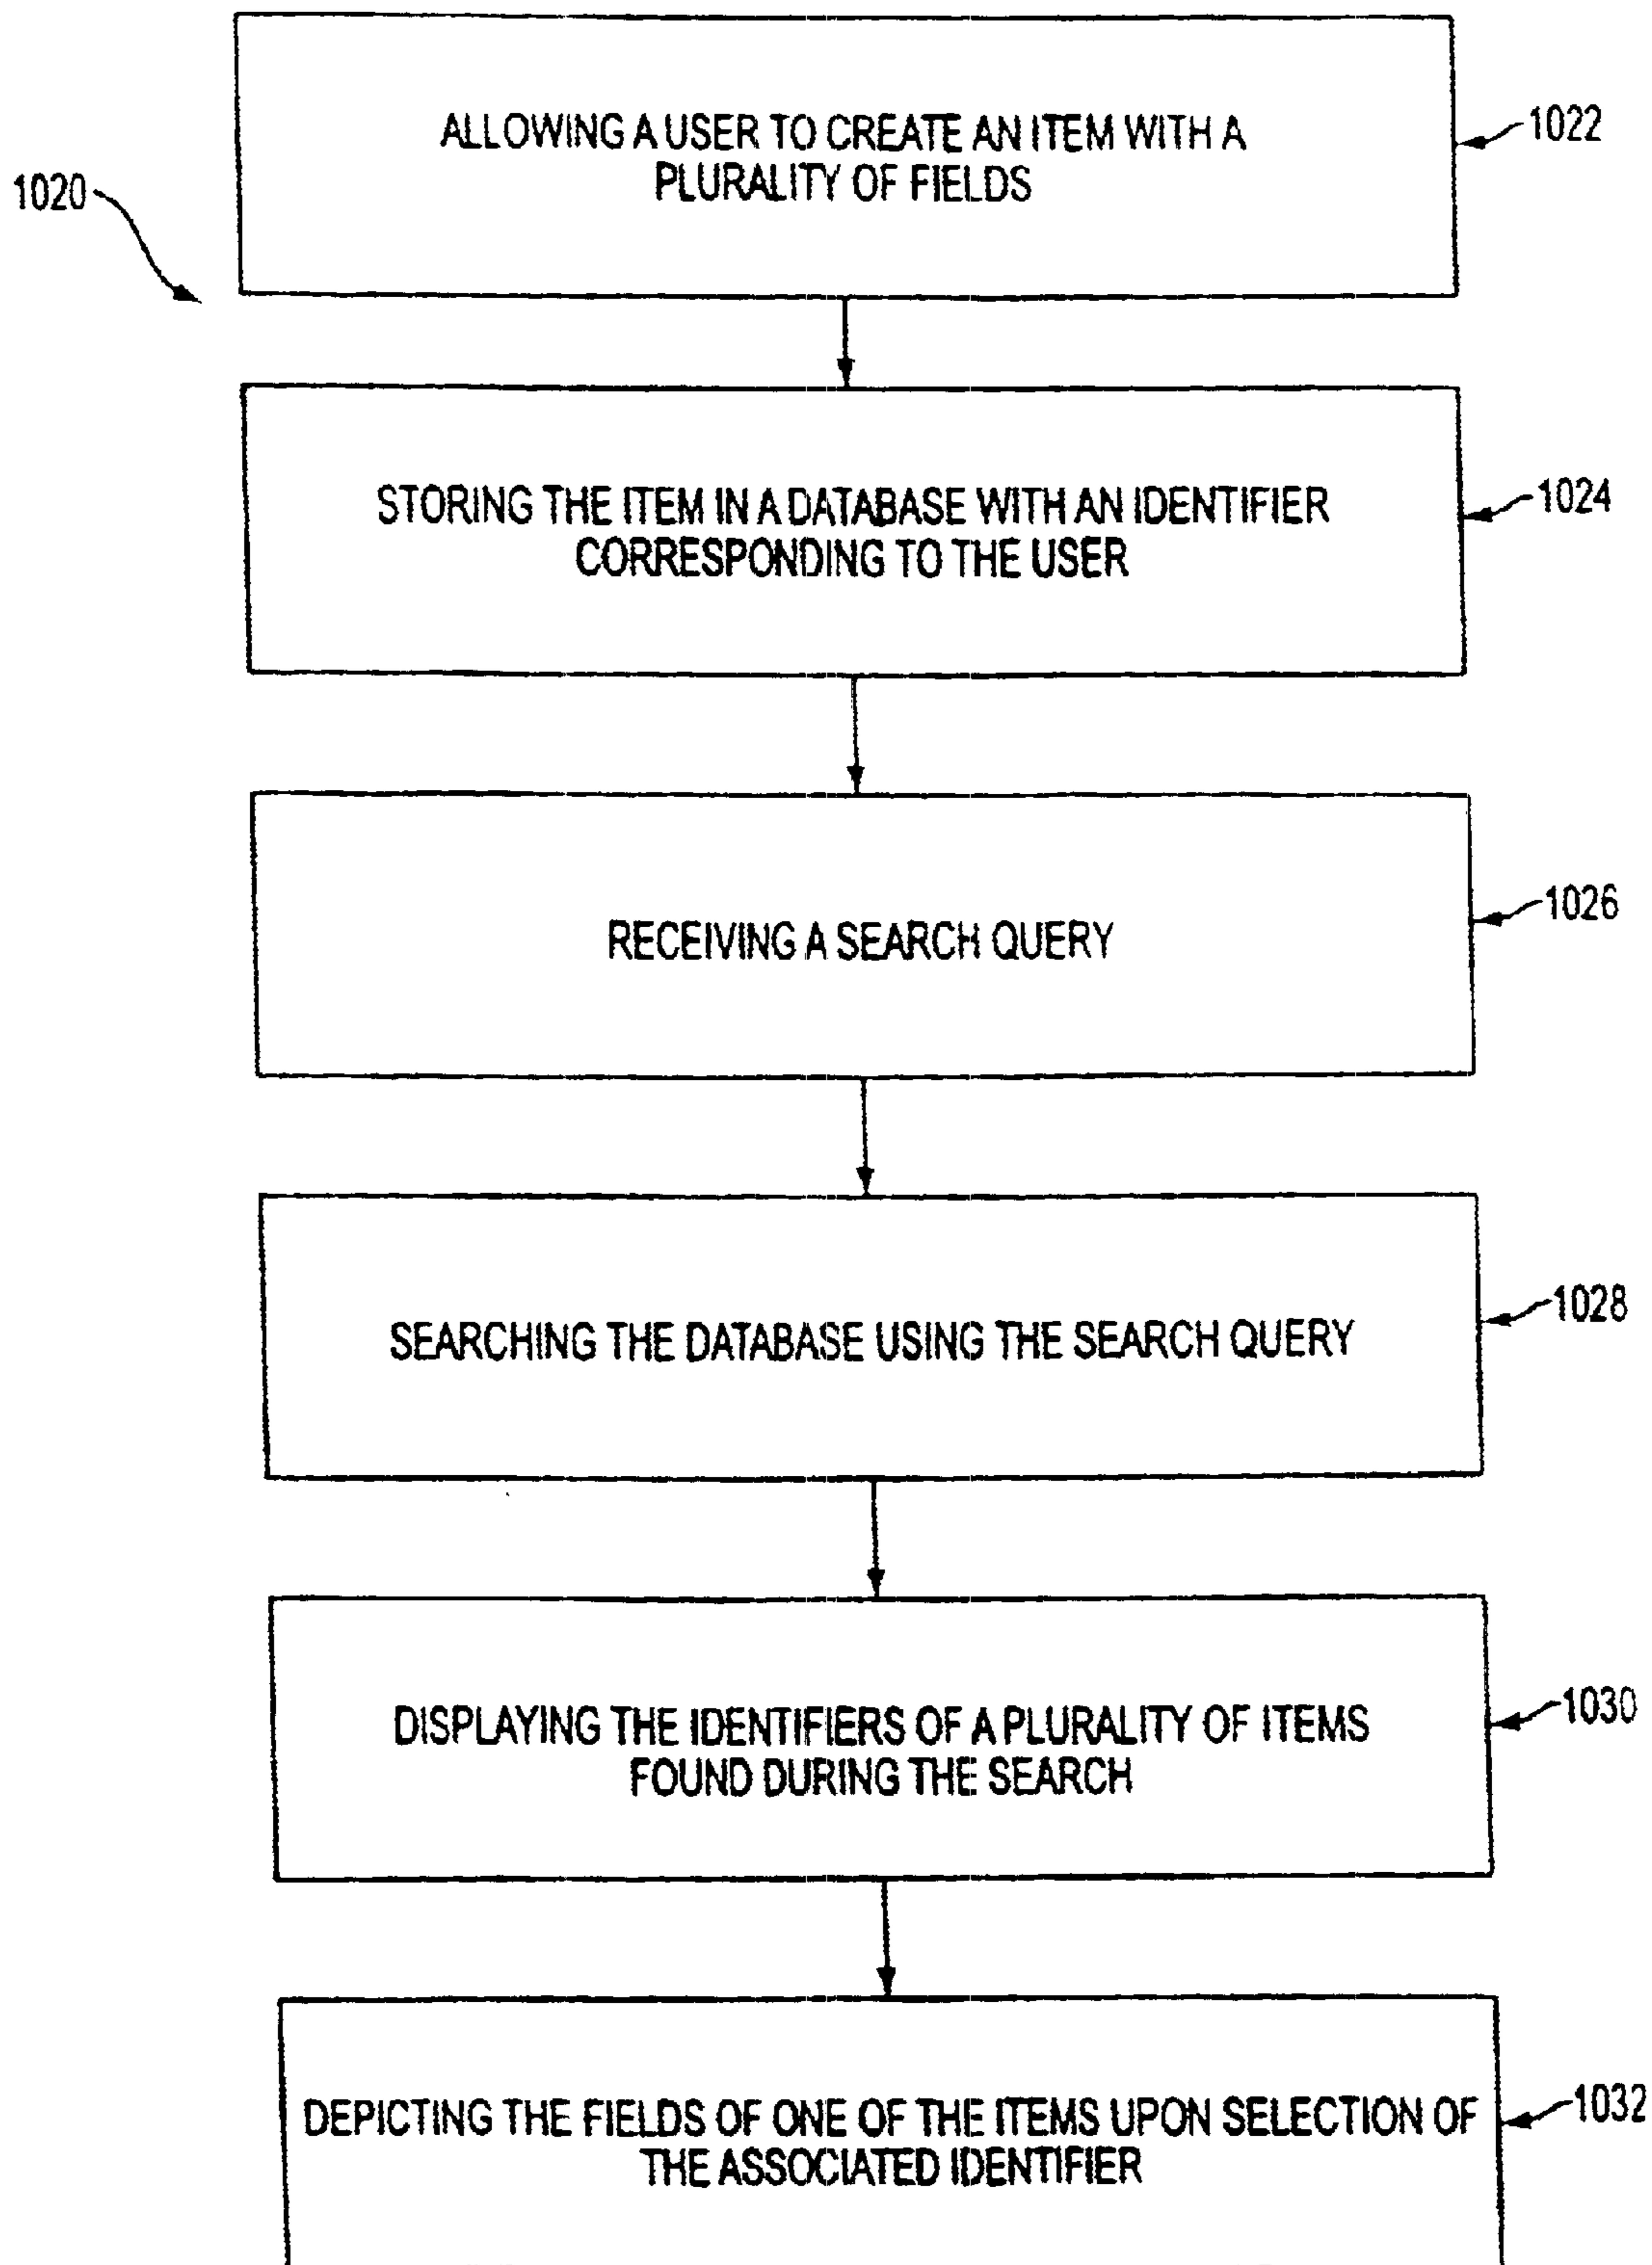 ALLOWING A USER TO CREATE AN ITEM WITH A
PLURALITY OF FIELDS
1022
1020
STORING THE ITEM IN A DATABASE WITH AN IDENTIFIER
CORRESPONDING TO THE USER
1024
RECEIVING A SEARCH QUERY
1026
SEARCHING THE DATABASE USING THE SEARCH QUERY
1028
DISPLAYING THE IDENTIFIERS OF A PLURALITY OF ITEMS
FOUND DURING THE SEARCH
1030
DEPICTING THE FIELDS OF ONE OF THE ITEMS UPON SELECTION OF
THE ASSOCIATED IDENTIFIER
1032